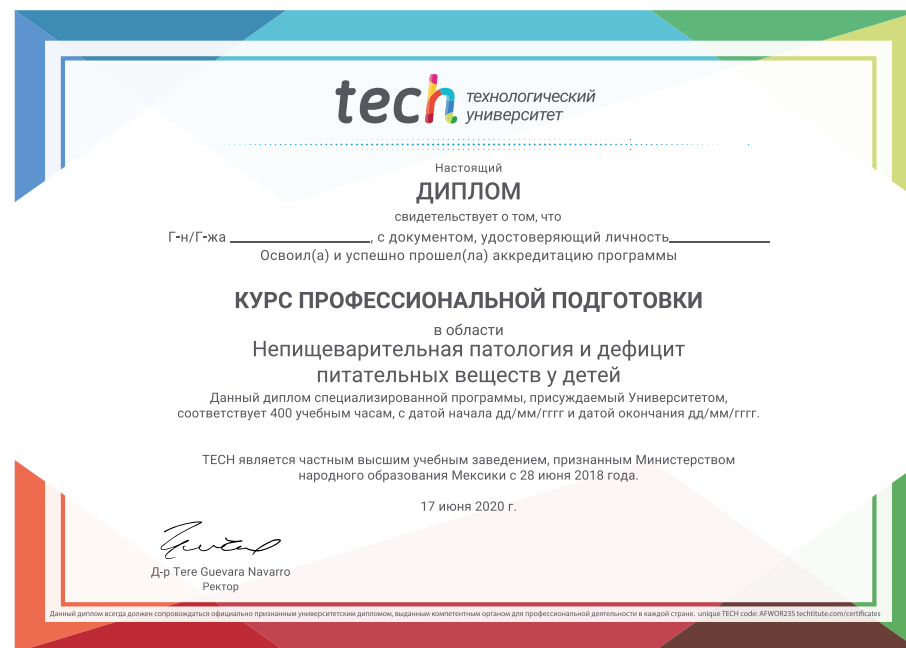 tech технологический
университет
Настоящий
ДИПЛОМ
свидетельствует о том, что
Г-н/Г-жа ____________________, с документом, удостоверяющий личность______________
Освоил(а) и успешно прошел(ла) аккредитацию программы
КУРС ПРОФЕССИОНАЛЬНОЙ ПОДГОТОВКИ
в области
Непищеварительная патология и дефицит
питательных веществ у детей
Данный диплом специализированной программы, присуждаемый Университетом,
соответствует 400 учебным часам, с датой начала дд/мм/гггг и датой окончания дд/мм/гггг.
TECH является частным высшим учебным заведением, признанным Министерством
народного образования Мексики с 28 июня 2018 года.
17 июня 2020 г.
Д-р Tere Guevara Navarro
Ректор
Данный диплом всегда должен сопровождаться официально признанным университетским дипломом, выданным компетентным органом для профессиональной деятельности в каждой стране. unique TECH code: AFWOR23S techtitute.com/certificates